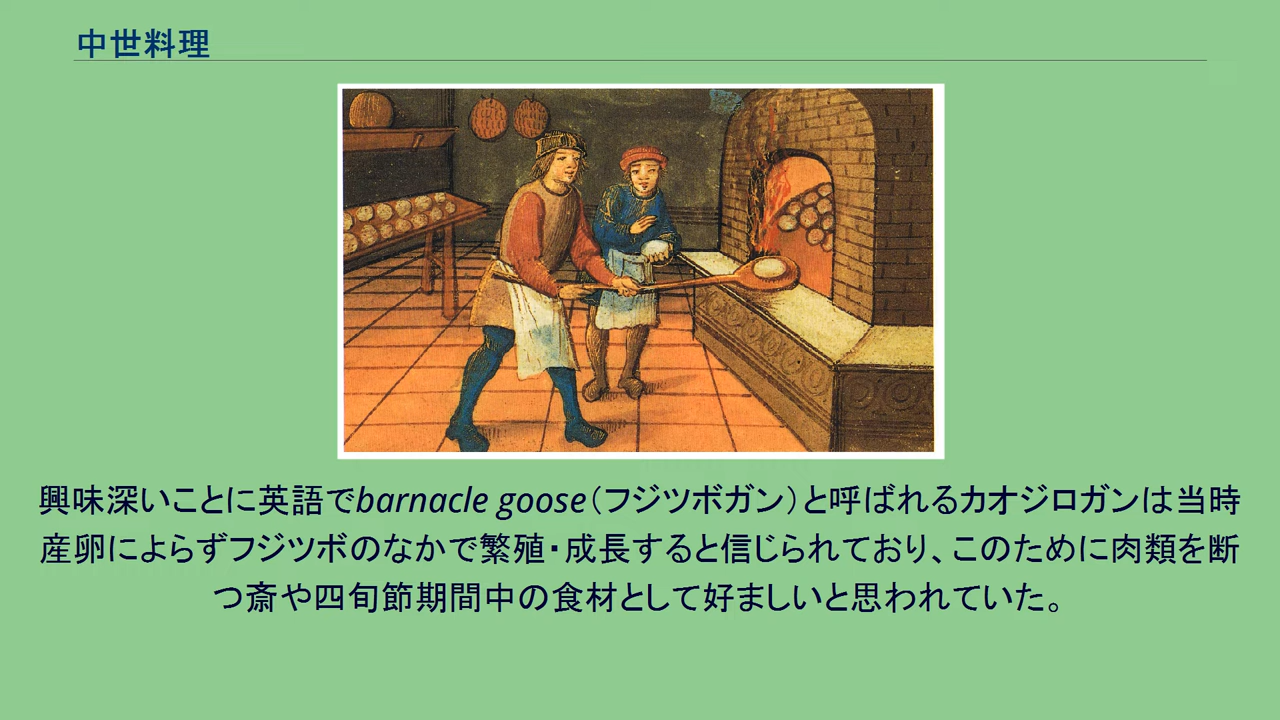 中世料理
興味深いことに英語でbarnacle goose（フジツボガン）と呼ばれるカオジロガンは当時
産卵によらずフジツボのなかで繁殖・成長すると信じられており、このために肉類を断
つ斎や四旬節期間中の食材として好ましいと思われていた。